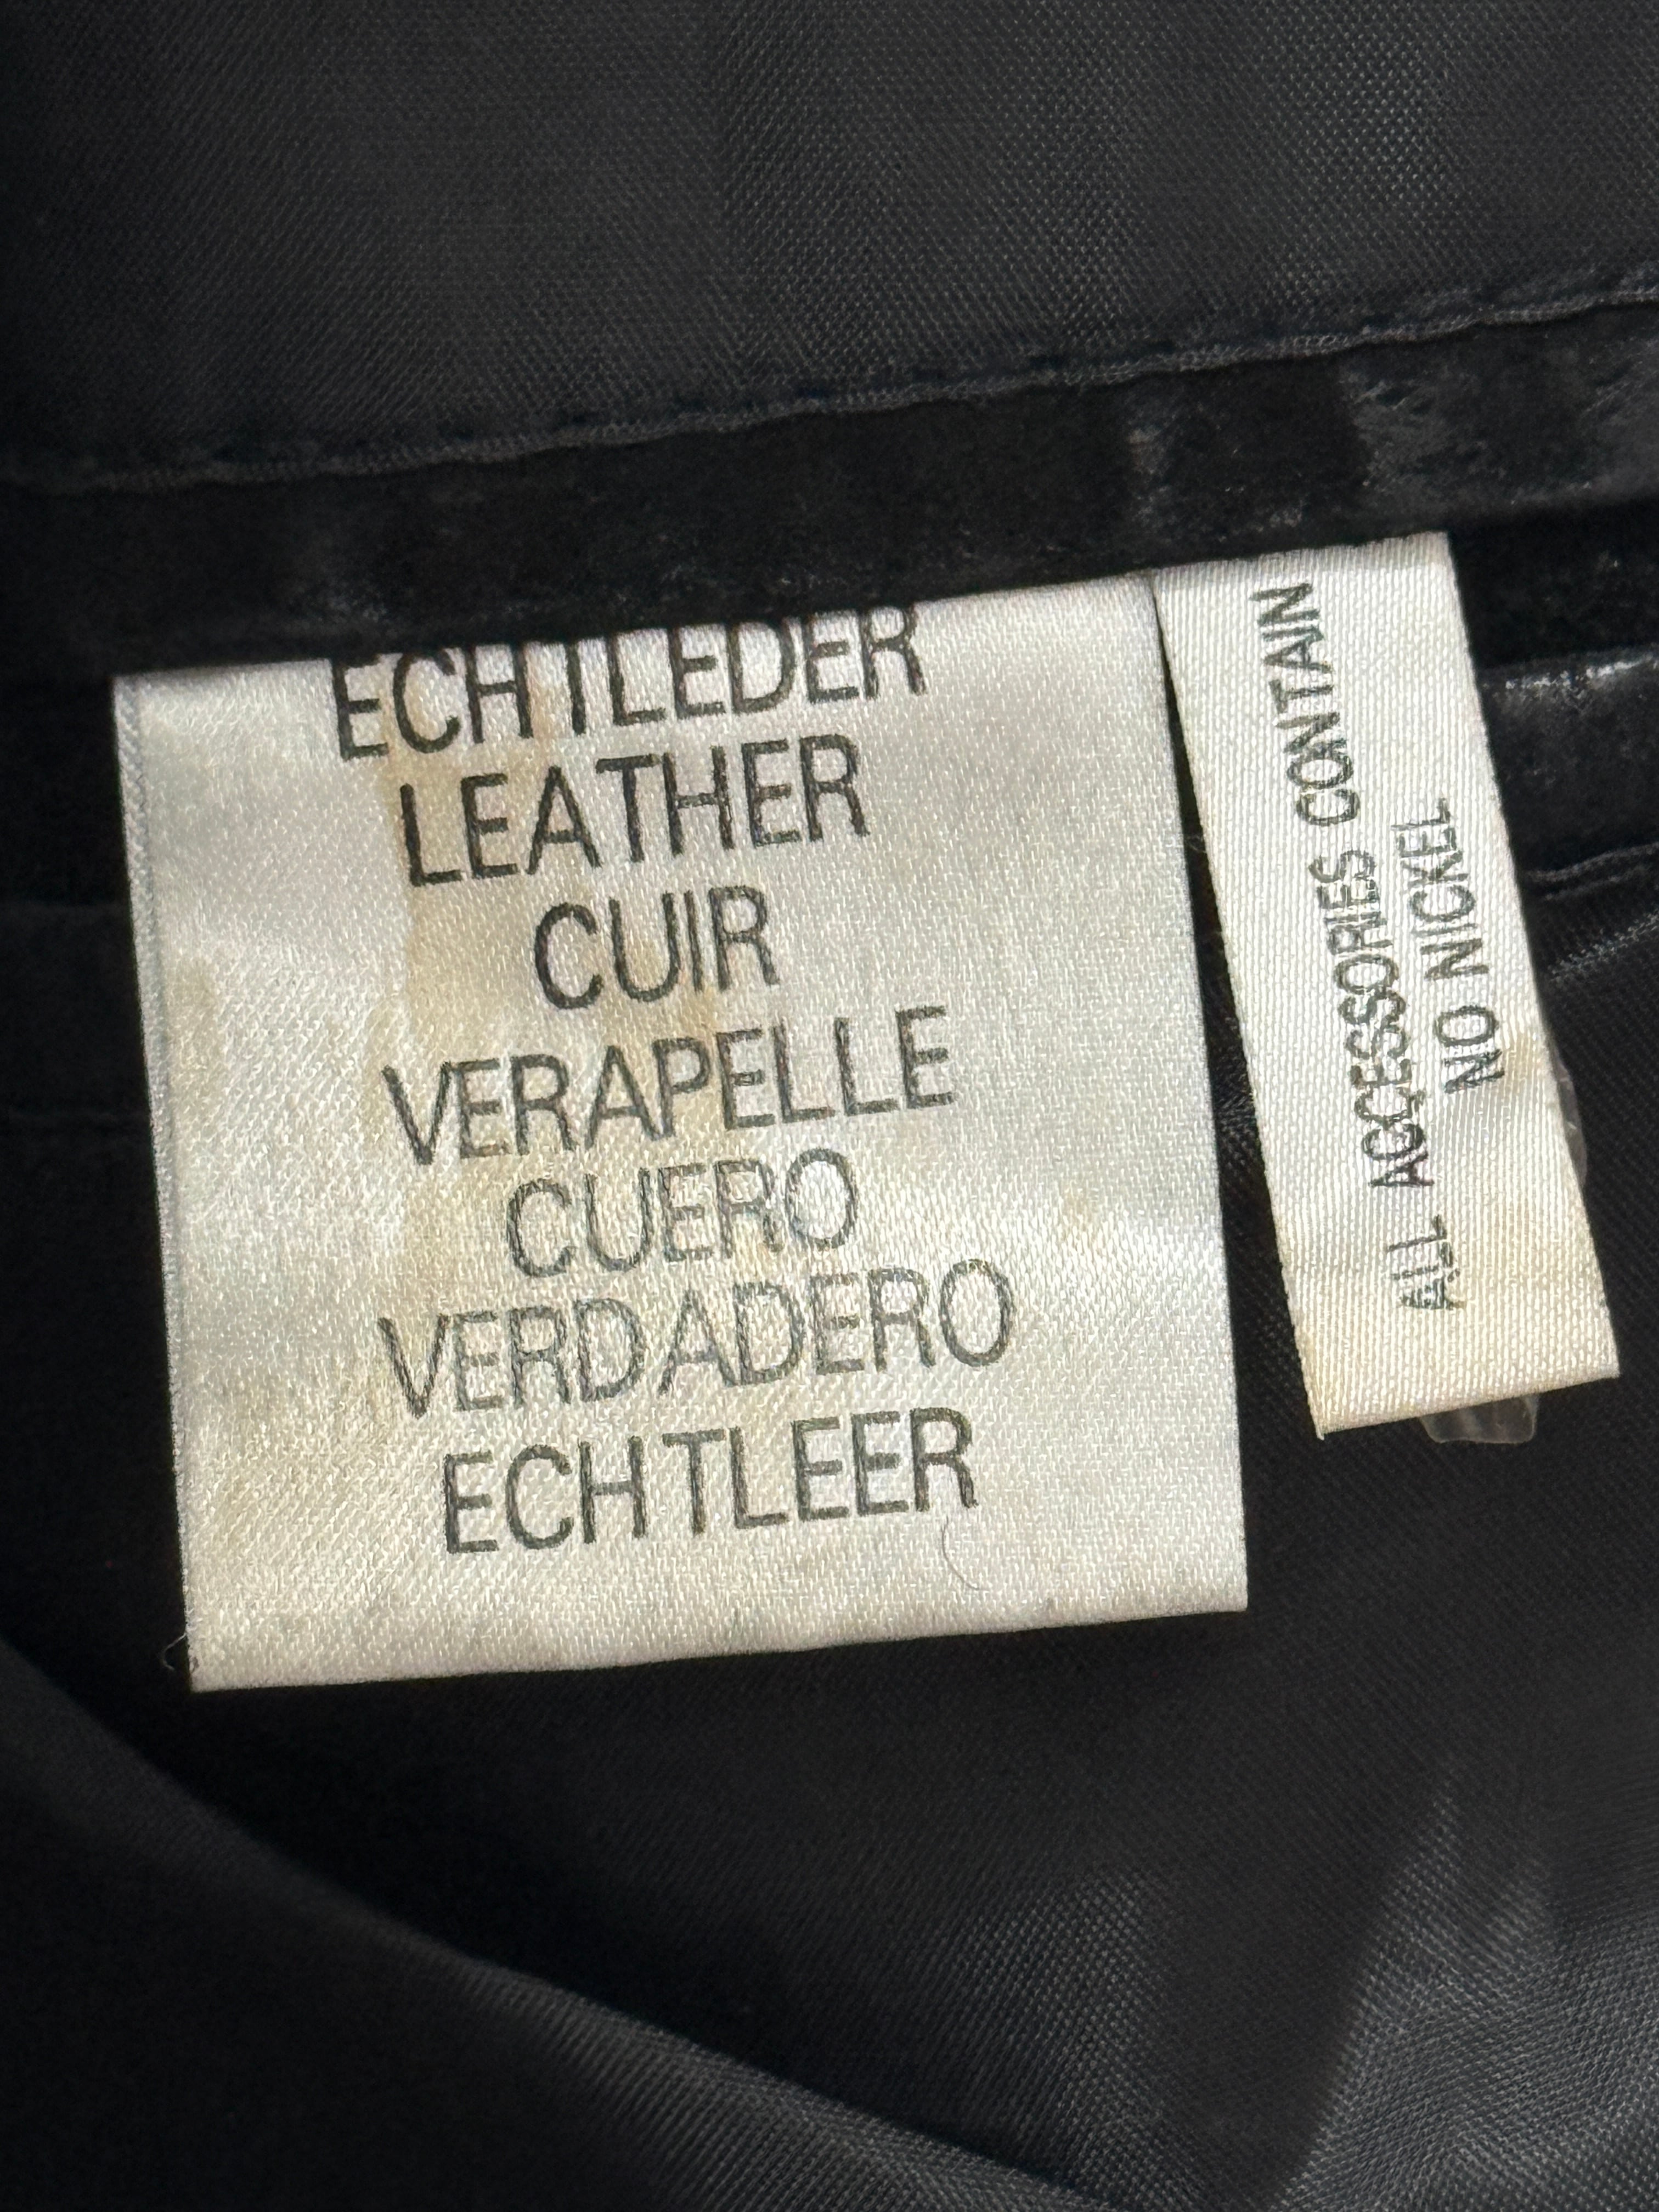 ECHTLEDER
LEATHER
CUIR
VERAPELLE
CUERO
VERDADERO
ECHTLEER
ALL ACCESSORIES CONTAIN
NO NICKEL